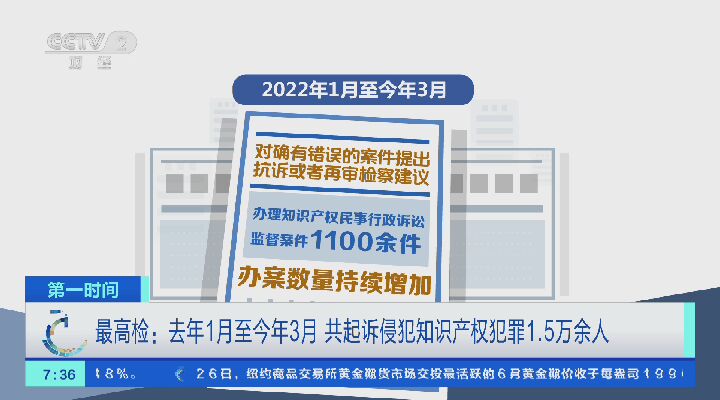 CCTV 2
财经
2022年1月至今年3月
对确有错误的案件提出
抗诉或者再审检察建议
办理知识产权民事行政诉讼
监督案件1100余件
办案数量持续增加
第一时间
最高检：去年1月至今年3月 共起诉侵犯知识产权犯罪1.5万余人
7:36
18%。 26日，纽约商品交易所黄金期货市场交投最活跃的6月黄金期价收于每盎司199